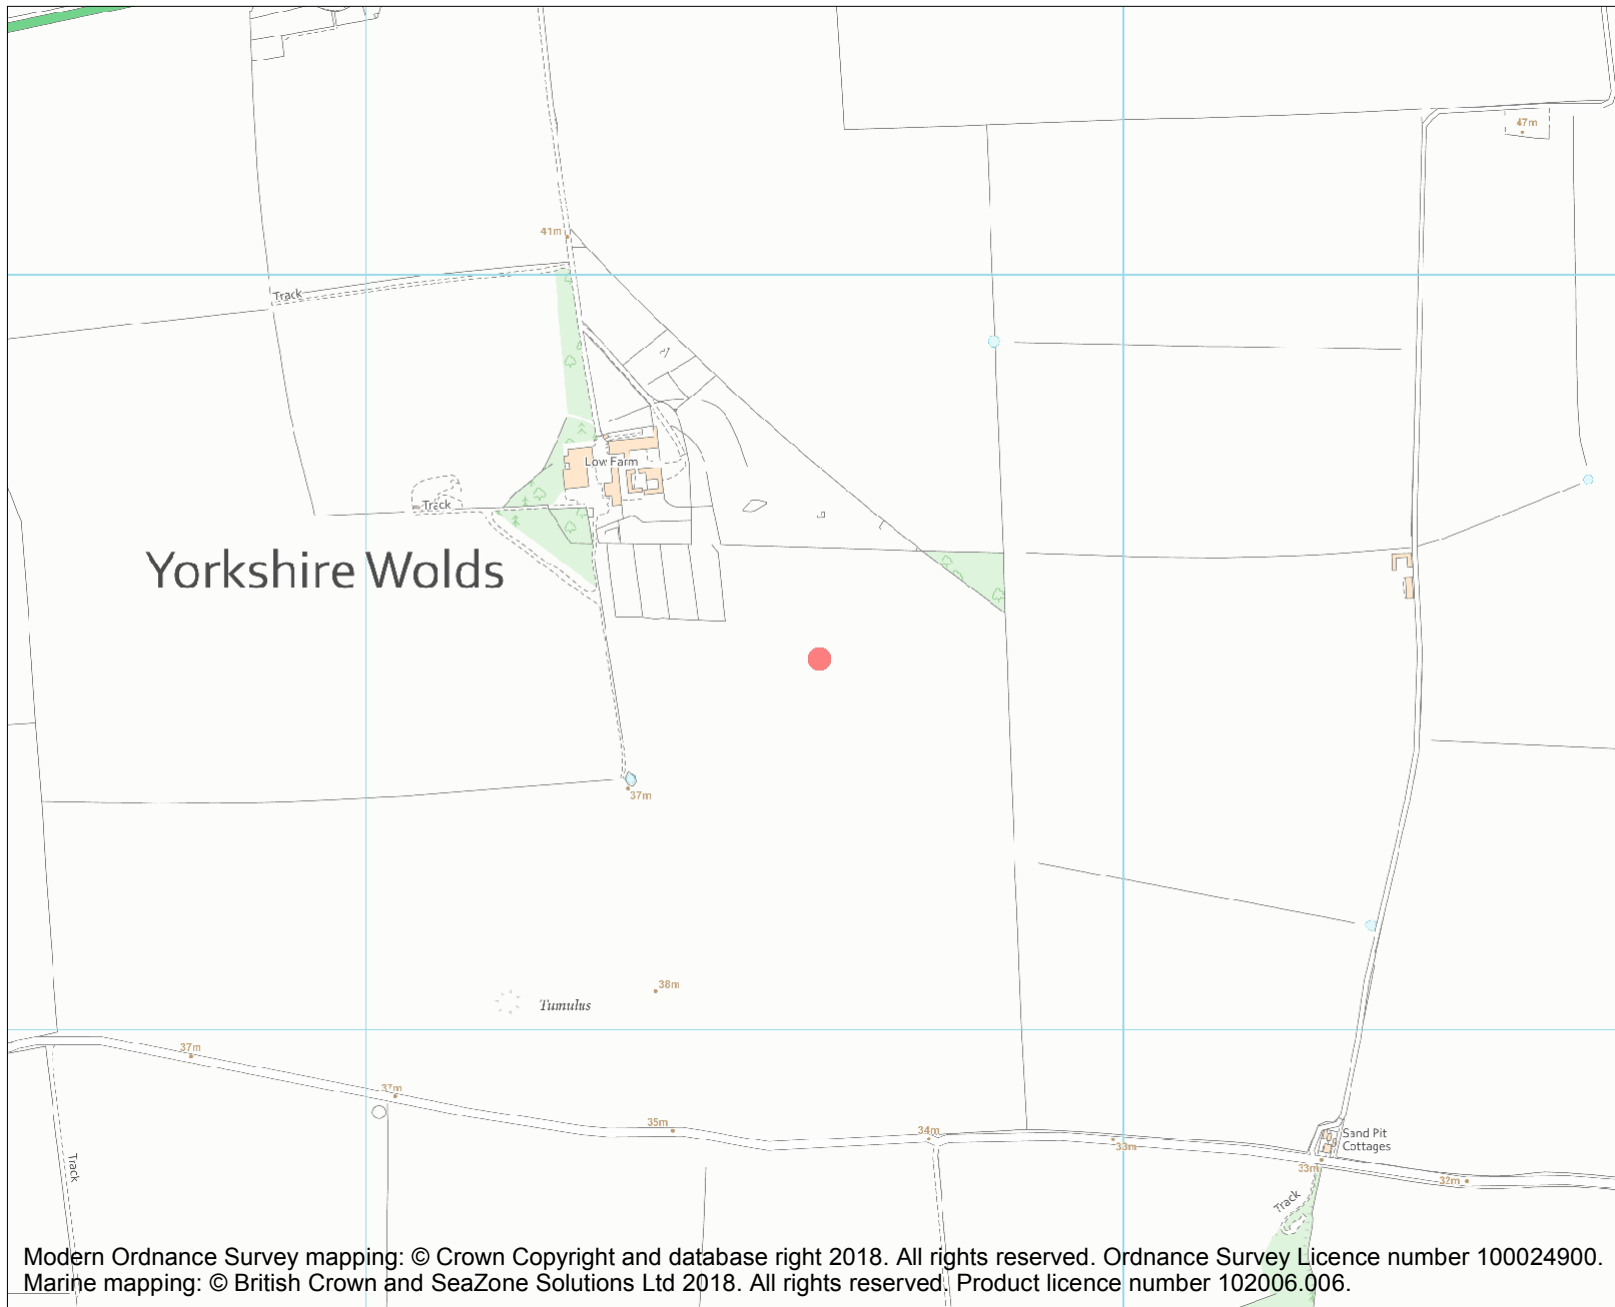 47m
41m
Track
Low Farm
Track
Yorkshire Wolds
37m
38m
Tumulus
37m
37m
35m
34m
33m
Sand Pit
Cottages
33m
32m
Track
Track
Modern Ordnance Survey mapping: © Crown Copyright and database right 2018. All rights reserved. Ordnance Survey Licence number 100024900.
Marine mapping: © British Crown and SeaZone Solutions Ltd 2018. All rights reserved. Product licence number 102006.006.